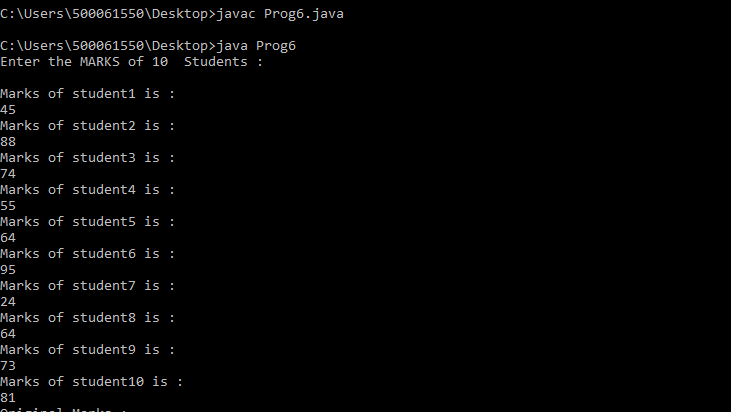 C:\Users\500061550\Desktop>javac Prog6.java
C:\Users\500061550\Desktop>java Prog6
Enter the MARKS of 10  Students :
Marks of student1 is :
45
Marks of student2 is :
88
Marks of student3 is :
74
Marks of student4 is :
55
Marks of student5 is :
64
Marks of student6 is :
95
Marks of student7 is :
24
Marks of student8 is :
64
Marks of student9 is :
73
Marks of student10 is :
81
Original Marks :